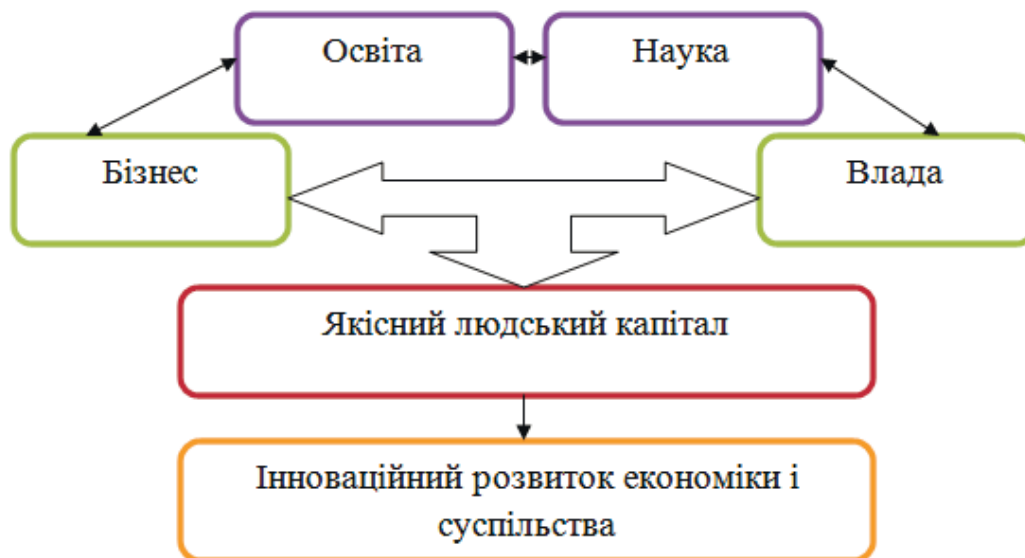 Освіта
Наука
Бізнес
Влада
Якісний людський капітал
Інноваційний розвиток економіки і
суспільства